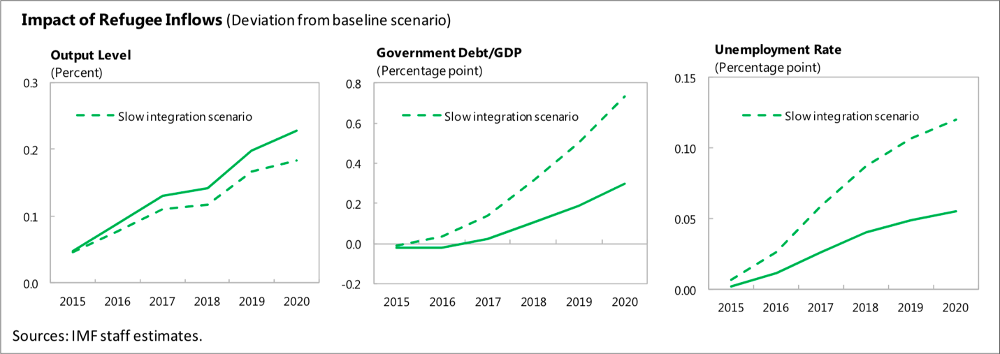 Impact of Refugee Inflows (Deviation from baseline scenario)
Output Level
(Percent)
0.3
0.2
0.1
0.0
Slow integration scenario
2015 2016 2017 2018 2019 2020
Government Debt/GDP
(Percentage point)
0.8
0.6
0.4
0.2
0.0
-0.2
Slow integration scenario
2015 2016 2017 2018 2019 2020
Unemployment Rate
(Percentage point)
0.15
0.10
0.05
0.00
Slow integration scenario
2015 2016 2017 2018 2019 2020
Sources: IMF staff estimates.